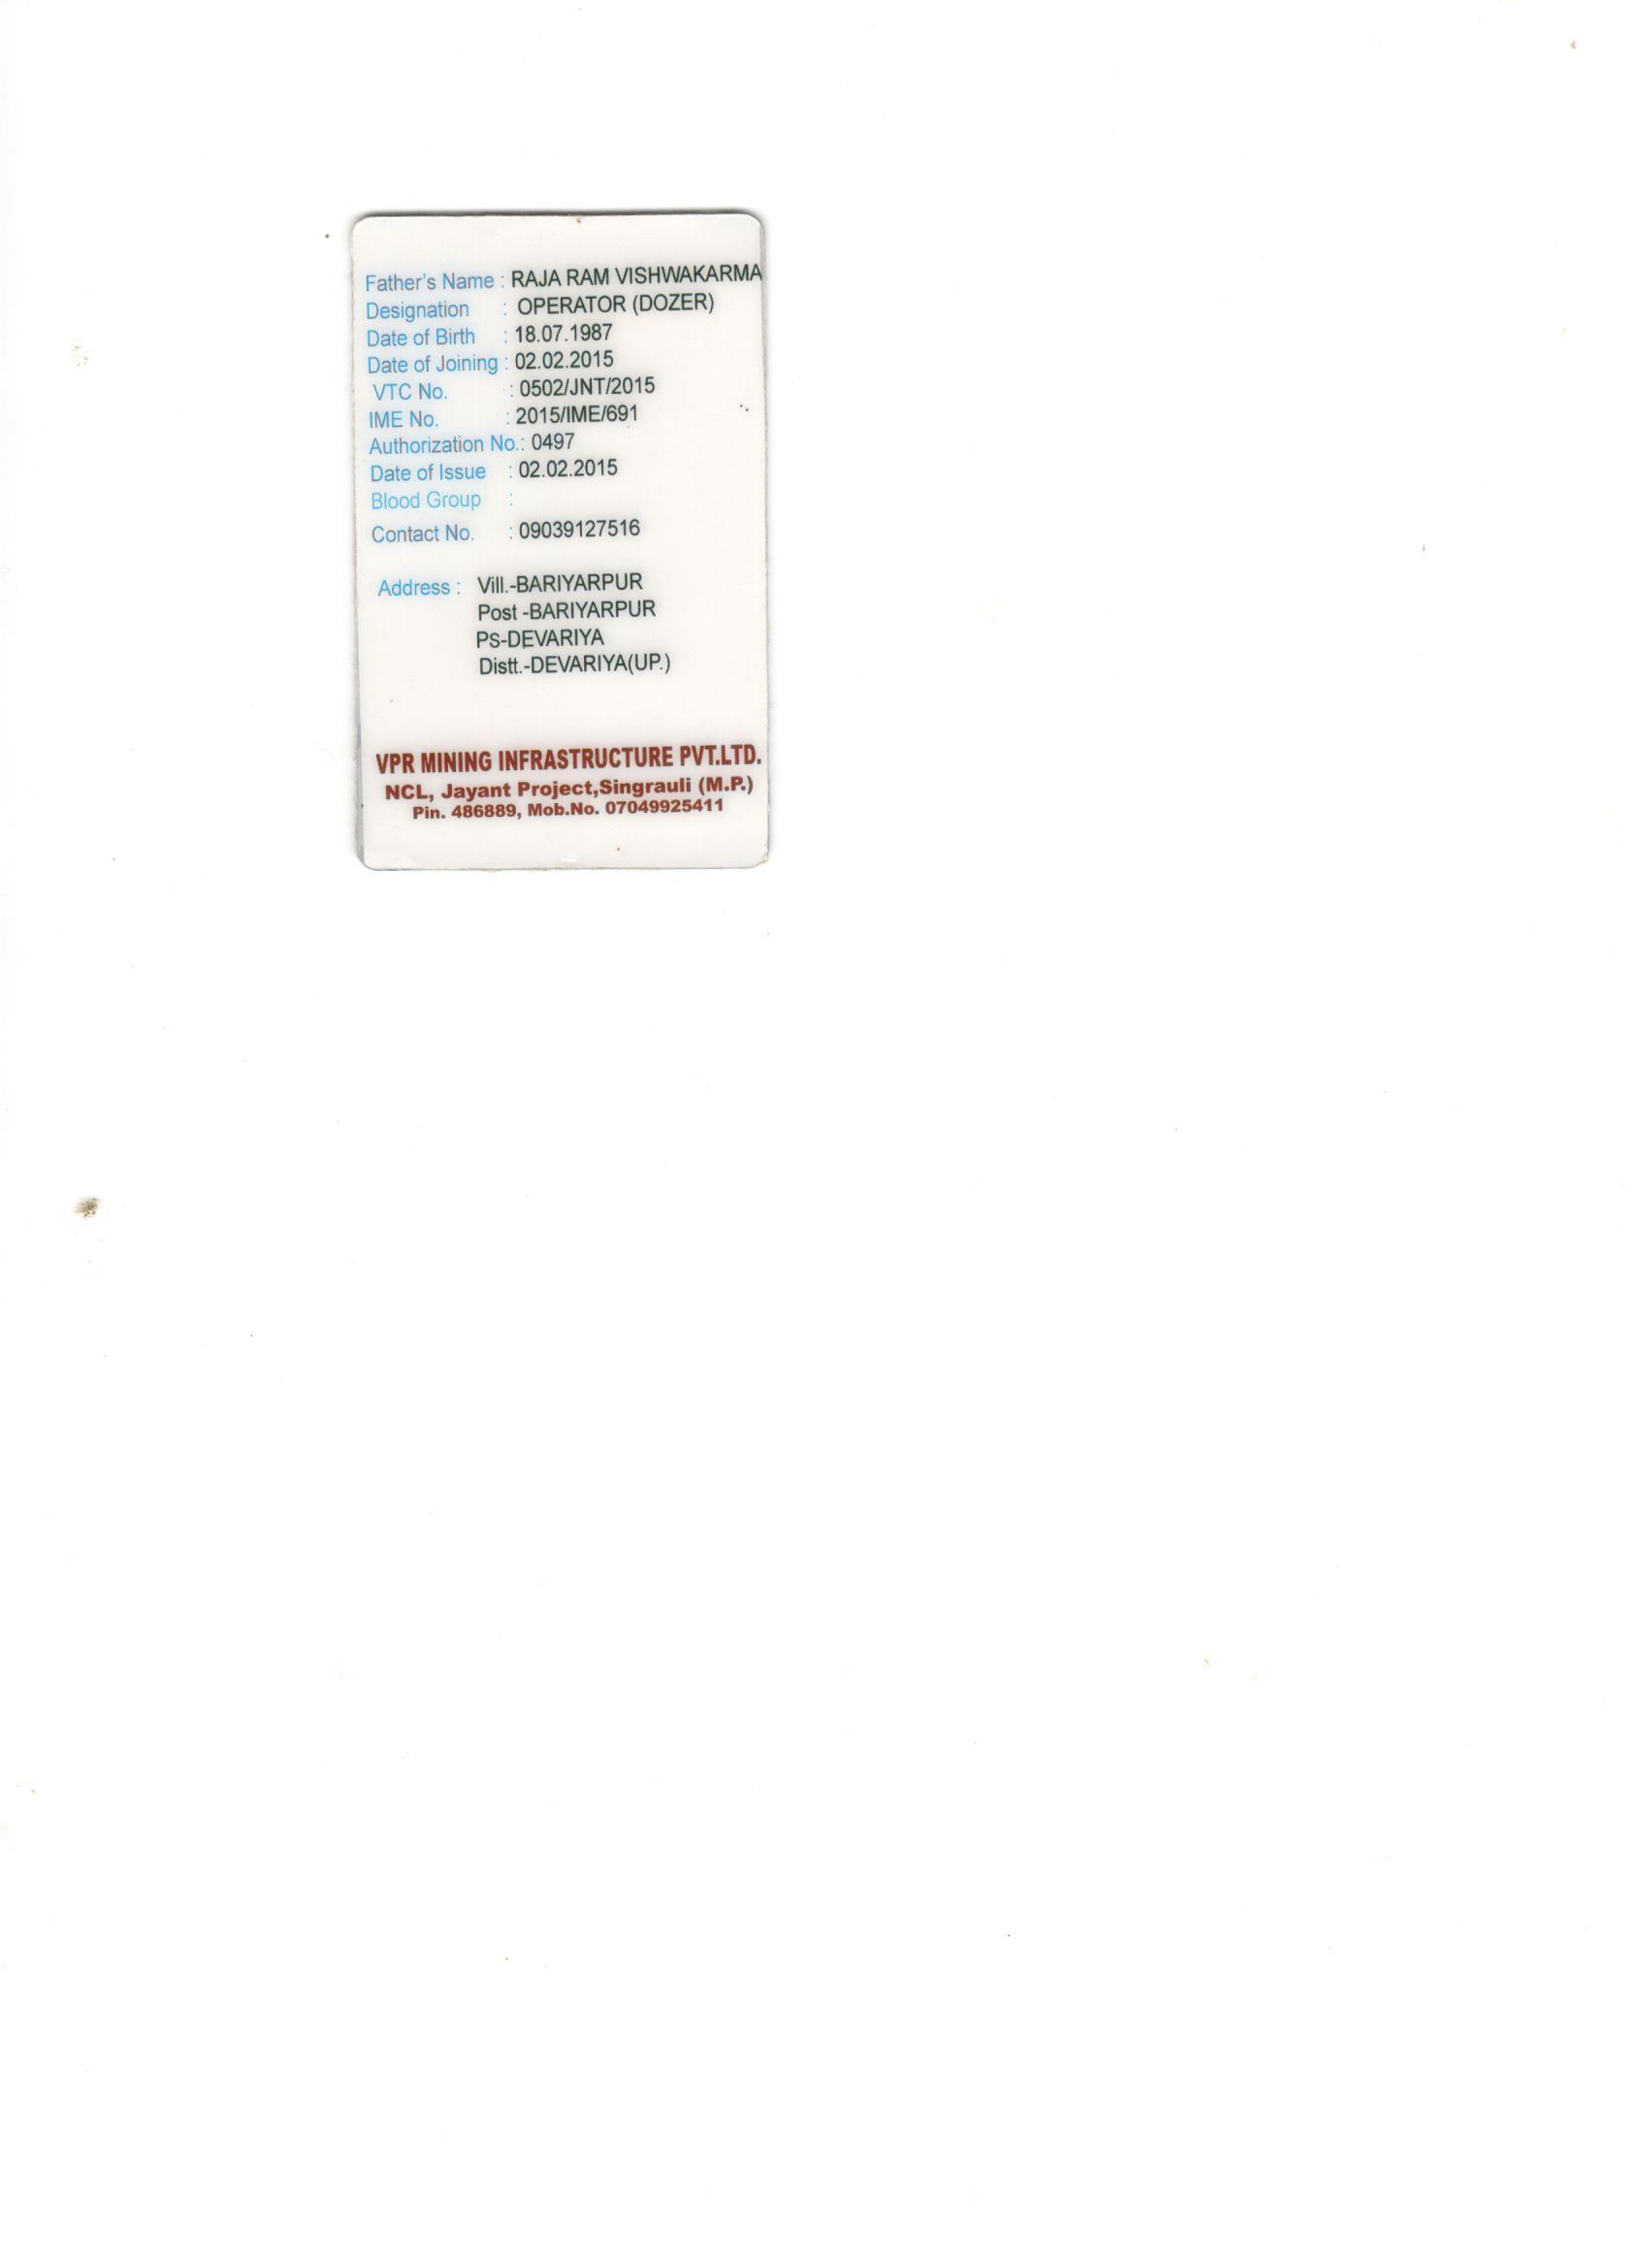 Father's Name : RAJA RAM VISHWAKARMA
Designation : OPERATOR (DOZER)
Date of Birth : 18.07.1987
Date of Joining : 02.02.2015
VTC No. : 0502/JNT/2015
IME No. : 2015/IME/691
Authorization No.: 0497
Date of Issue : 02.02.2015
Blood Group :
Contact No. : 09039127516
Address : Vill.-BARIYARPUR
Post -BARIYARPUR
Ps-DEVARIYA
Distt.-DEVARIYA(UP.)
VPR MINING INFRASTRUCTURE PVT.LTD.
NCL, Jayant Project,Singrauli (M.P.)
Pin. 486889, Mob.No. 07049925411